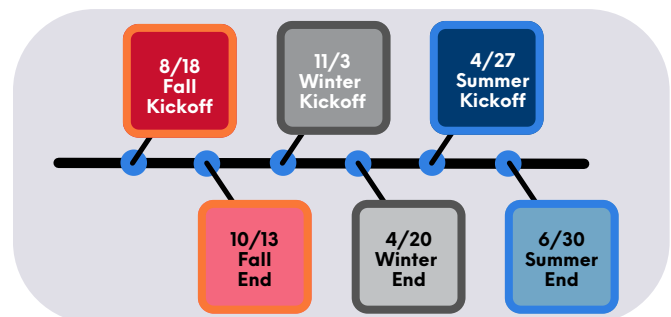 8/18
Fall
Kickoff
11/3
Winter
Kickoff
4/27
Summer
Kickoff
10/13
Fall
End
4/20
Winter
End
6/30
Summer
End